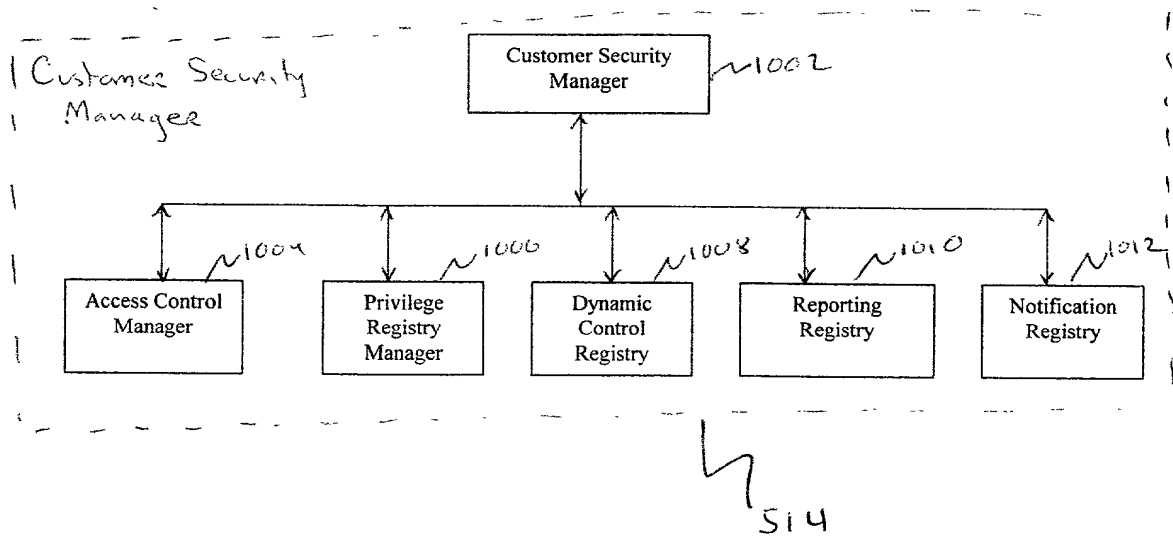 Customer Security
Manager
Customer Security
Manager
1002
1004
1006
1008
1010
1012
Access Control
Manager
Privilege
Registry
Manager
Dynamic
Control
Registry
Reporting
Registry
Notification
Registry
514